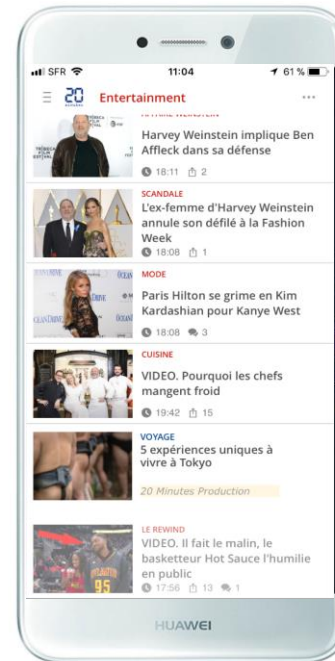 SFR 11:04 61 %
20 Entertainment
AFFAIRE WEINSTEIN
Harvey Weinstein implique Ben
Affleck dans sa défense
18:11 2
SCANDALE
L'ex-femme d'Harvey Weinstein
annule son défilé à la Fashion
Week
18:08 1
MODE
Paris Hilton se grime en Kim
Kardashian pour Kanye West
18:08 3
CUISINE
VIDEO. Pourquoi les chefs
mangent froid
19:42 15
VOYAGE
5 expériences uniques à
vivre à Tokyo
20 Minutes Production
LE REWIND
VIDEO. Il fait le malin, le
basketteur Hot Sauce l'humilie
en public
17:56 13 1
95
HUAWEI